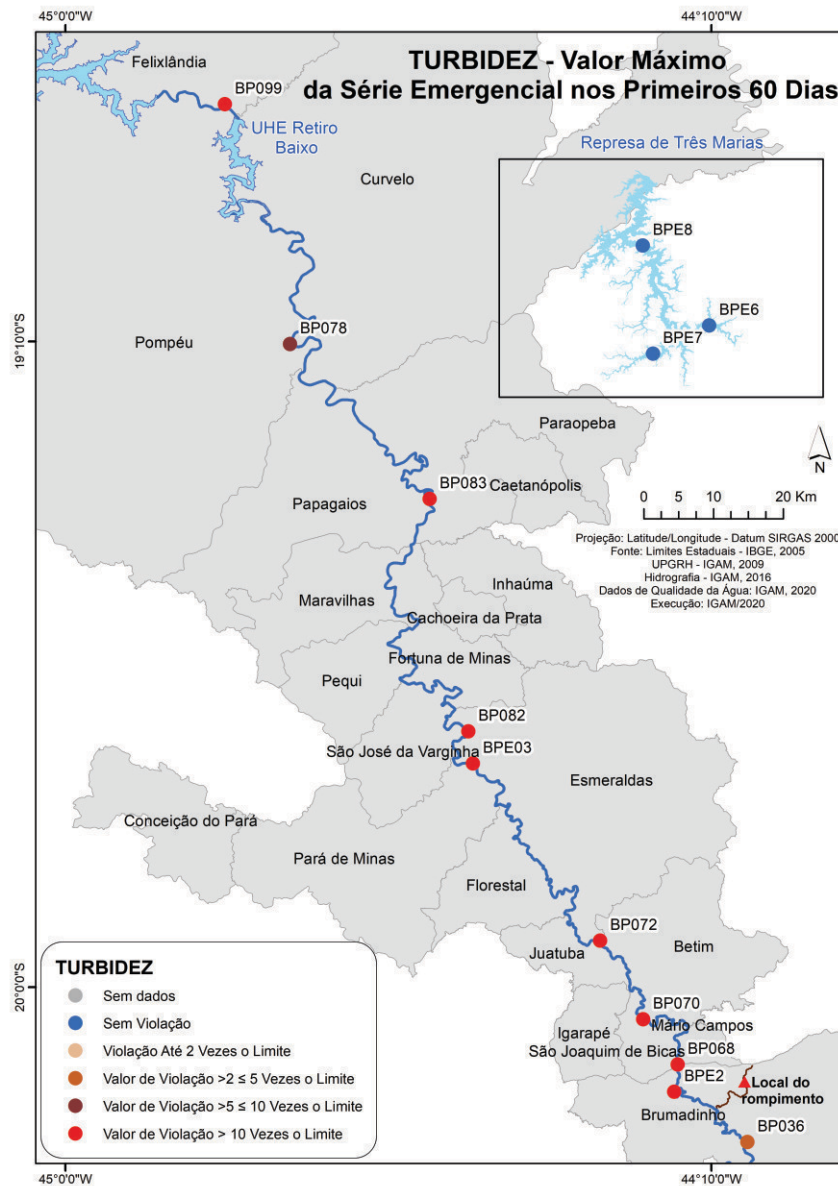 45°0'0"W
44°10'0"W
Felixlândia
TURBIDEZ - Valor Máximo
da Série Emergencial nos Primeiros 60 Dias
BP099
UHE Retiro
Baixo
Represa de Três Marias
Curvelo
BPE8
BPE6
BPE7
19°10'0"S
BP078
Pompéu
Paraopeba
N
BP083
Caetanópolis
Papagaios
0 5 10 20 Km
Projeção: Latitude/Longitude - Datum SIRGAS 2000
Fonte: Limites Estaduais - IBGE, 2005
UPGRH - IGAM, 2009
Hidrografia - IGAM, 2016
Dados de Qualidade da Água: IGAM, 2020
Execução: IGAM/2020
Inhaúma
Maravilhas
Cachoeira da Prata
Fortuna de Minas
Pequi
BP082
São José da Varginha
BPE03
Esmeraldas
Conceição do Pará
Pará de Minas
Florestal
BP072
Juatuba
Betim
20°0'0"S
BP070
Mário Campos
Igarapé
São Joaquim de Bicas
BP068
BPE2
Local do
rompimento
Brumadinho
BP036
TURBIDEZ
Sem dados
Sem Violação
Violação Até 2 Vezes o Limite
Valor de Violação >2 ≤ 5 Vezes o Limite
Valor de Violação >5 ≤ 10 Vezes o Limite
Valor de Violação > 10 Vezes o Limite
45°0'0"W
44°10'0"W